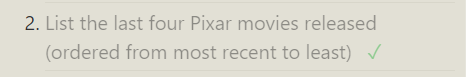 2. List the last four Pixar movies released
(ordered from most recent to least) ✓